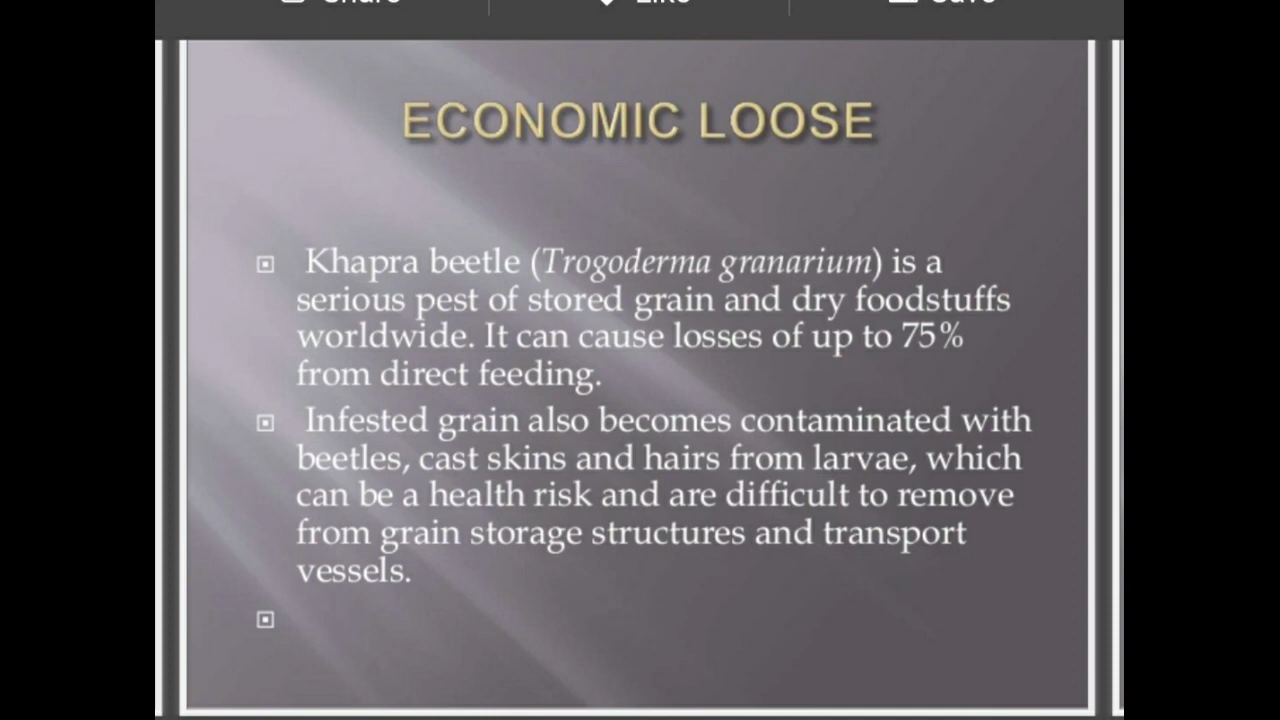 Share Like Save
ECONOMIC LOOSE
Khapra beetle (Trogoderma granarium) is a
serious pest of stored grain and dry foodstuffs
worldwide. It can cause losses of up to 75%
from direct feeding.
Infested grain also becomes contaminated with
beetles, cast skins and hairs from larvae, which
can be a health risk and are difficult to remove
from grain storage structures and transport
vessels.